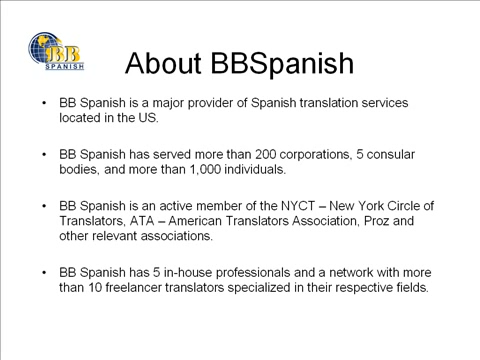 BB
SPANISH
About BBSpanish
• BB Spanish is a major provider of Spanish translation services
located in the US.
• BB Spanish has served more than 200 corporations, 5 consular
bodies, and more than 1,000 individuals.
• BB Spanish is an active member of the NYCT – New York Circle of
Translators, ATA – American Translators Association, Proz and
other relevant associations.
• BB Spanish has 5 in-house professionals and a network with more
than 10 freelancer translators specialized in their respective fields.